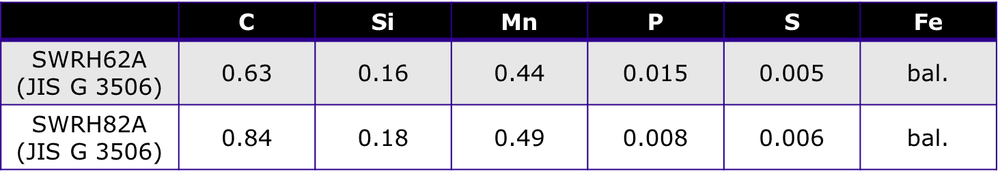 C Si Mn P S Fe
SWRH62A
(JIS G 3506) 0.63 0.16 0.44 0.015 0.005 bal.
SWRH82A
(JIS G 3506) 0.84 0.18 0.49 0.008 0.006 bal.